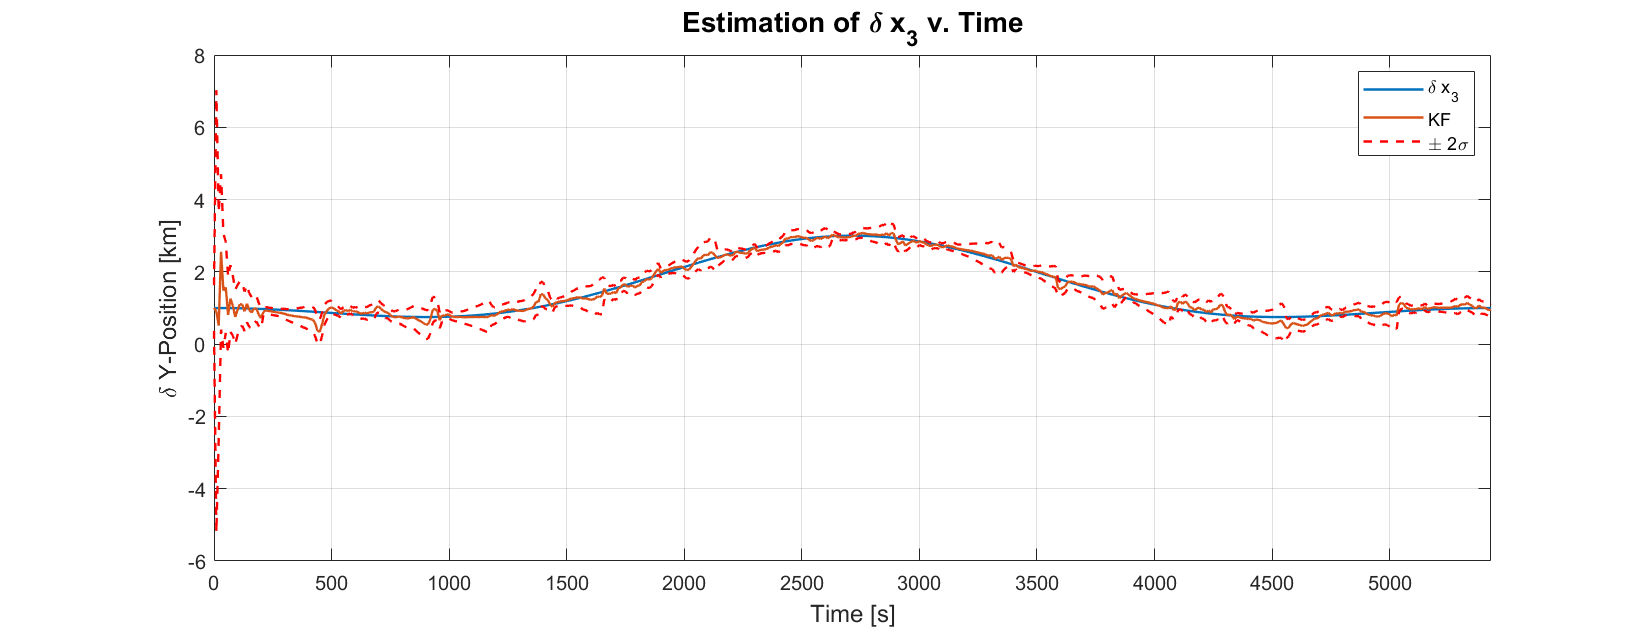 Estimation of δ x3 v. Time
δ x3
KF
± 2σ
δ Y-Position [km]
8
6
4
2
0
-2
-4
-6
0 500 1000 1500 2000 2500 3000 3500 4000 4500 5000
Time [s]